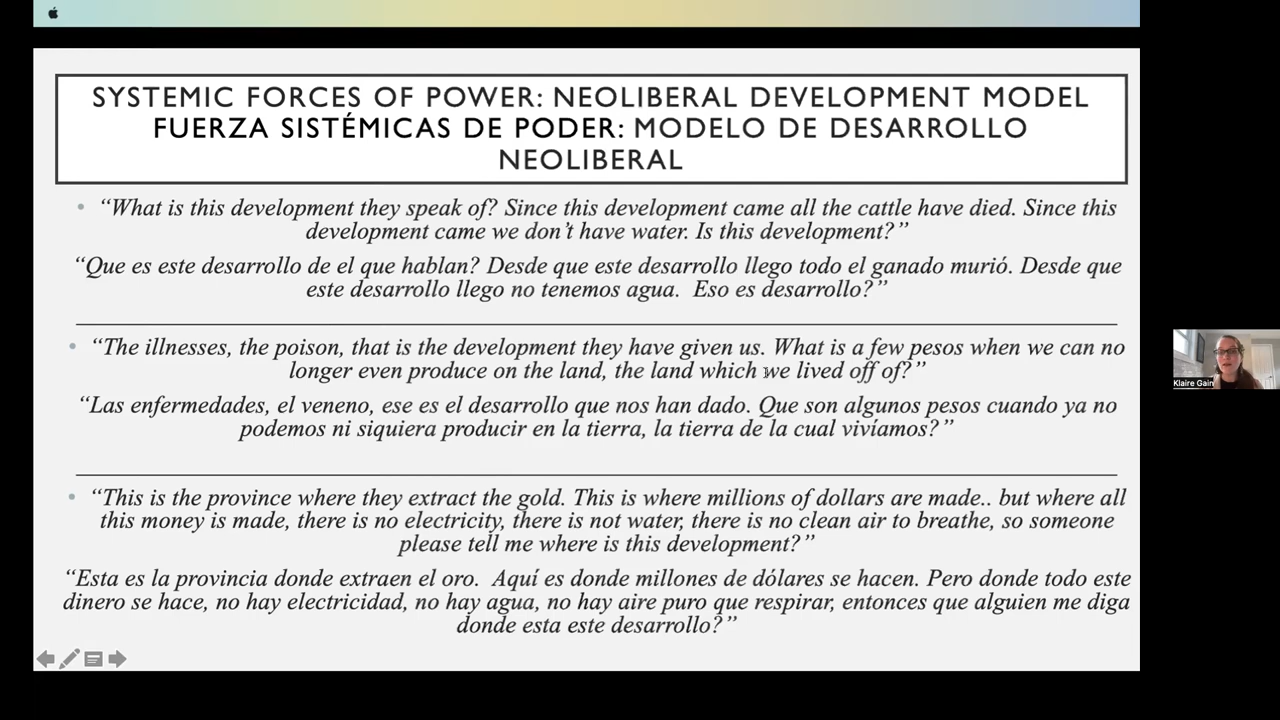 SYSTEMIC FORCES OF POWER: NEOLIBERAL DEVELOPMENT MODEL
FUERZA SISTÉMICAS DE PODER: MODELO DE DESARROLLO
NEOLIBERAL
• “What is this development they speak of? Since this development came all the cattle have died. Since this
development came we don’t have water. Is this development?”
“Que es este desarrollo de el que hablan? Desde que este desarrollo llego todo el ganado murió. Desde que
este desarrollo llego no tenemos agua.  Eso es desarrollo?”
• “The illnesses, the poison, that is the development they have given us. What is a few pesos when we can no
longer even produce on the land, the land which we lived off of?”
“Las enfermedades, el veneno, ese es el desarrollo que nos han dado. Que son algunos pesos cuando ya no
podemos ni siquiera producir en la tierra, la tierra de la cual vivíamos?”
• “This is the province where they extract the gold. This is where millions of dollars are made.. but where all
this money is made, there is no electricity, there is not water, there is no clean air to breathe, so someone
please tell me where is this development?”
“Esta es la provincia donde extraen el oro.  Aquí es donde millones de dólares se hacen. Pero donde todo este
dinero se hace, no hay electricidad, no hay agua, no hay aire puro que respirar, entonces que alguien me diga
donde esta este desarrollo?”
Klaire Gain